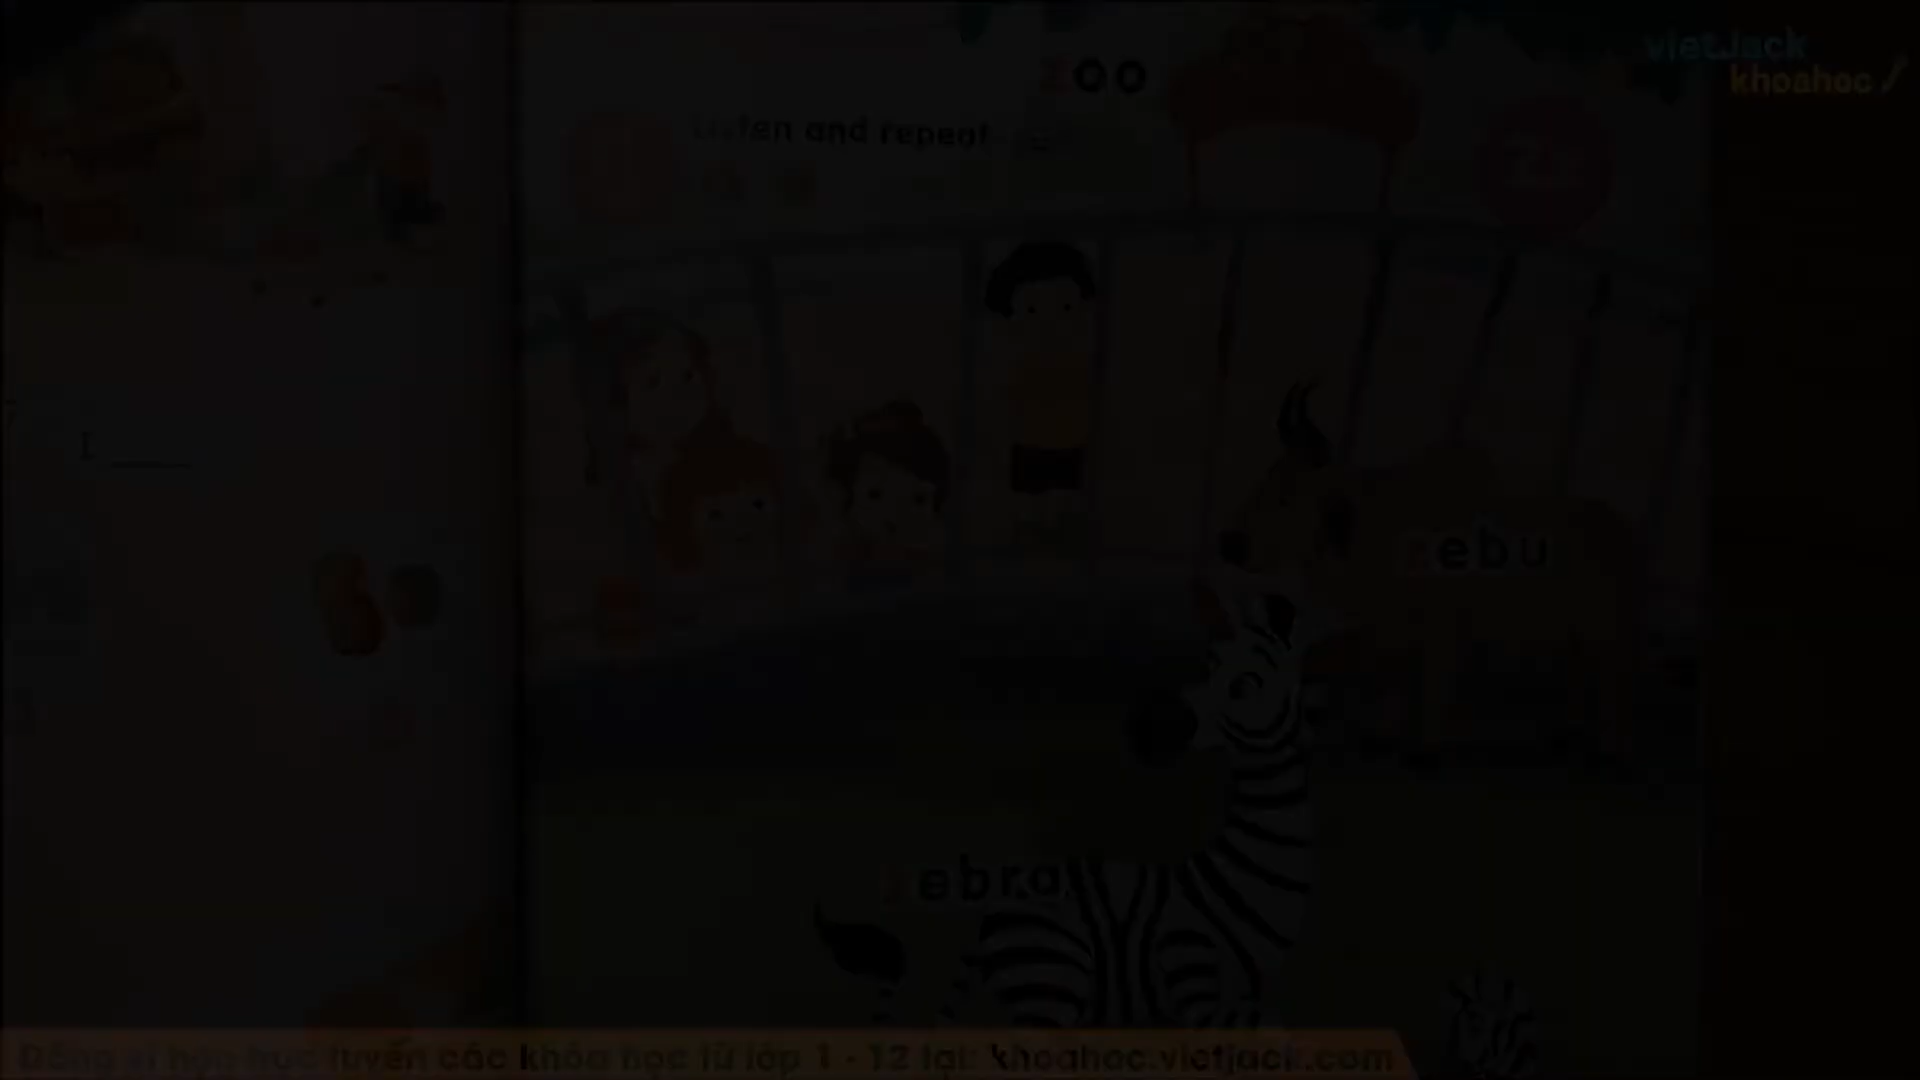 vietJack
khoahoc
Zoo
Listen and repeat
zebu
zebra
I
Đăng kí học trực tuyến các khóa học từ lớp 1 - 12 tại: khoahoc.vietjack.com